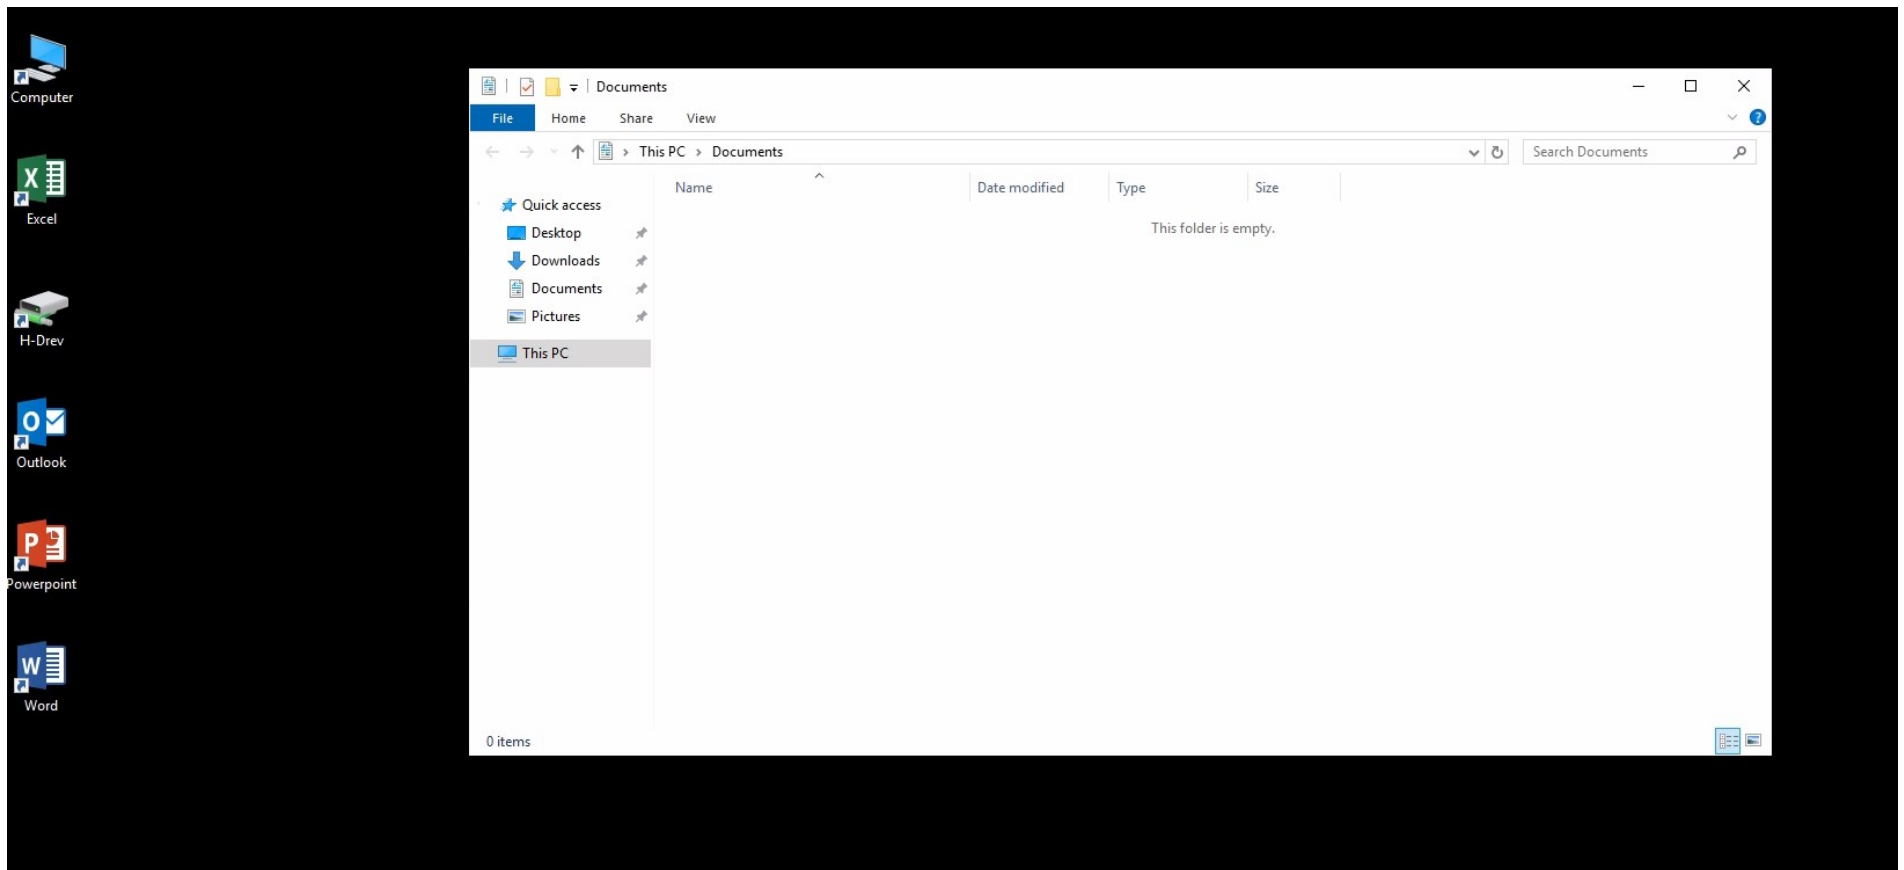 Computer
Excel
H-Drev
Outlook
Powerpoint
Word
Documents
File Home Share View
This PC > Documents
Search Documents
Name Date modified Type Size
This folder is empty.
Quick access
Desktop
Downloads
Documents
Pictures
This PC
0 items